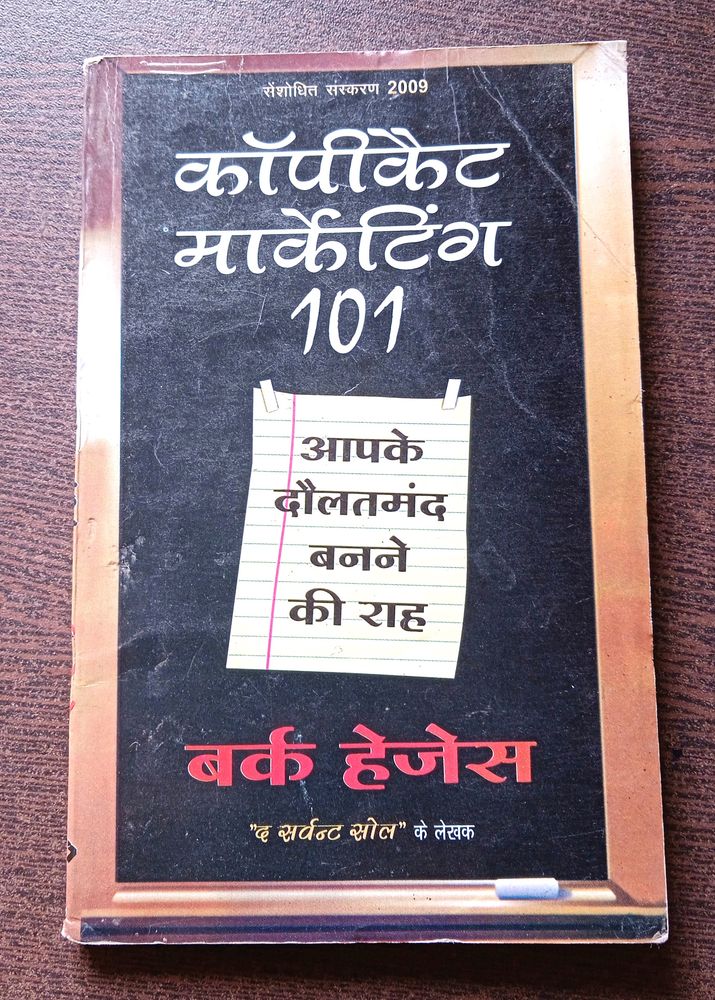 संशोधित संस्करण 2009
कॉपीकैट
मार्केटिंग
101
आपके
दौलतमंद
बनने
की राह
बर्क हेजेस
"द सर्वन्ट सोल" के लेखक